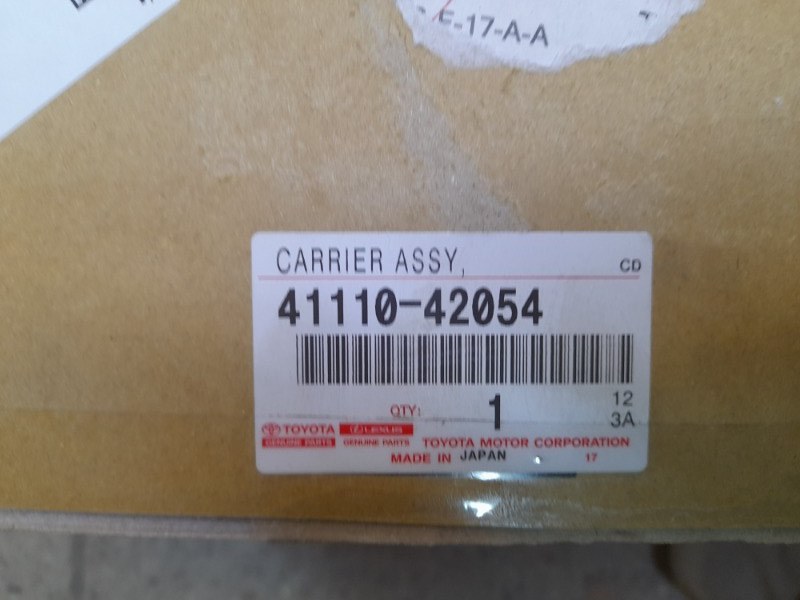 E-17-A-A
CARRIER ASSY, CD
41110-42054
QTY: 1 12
3A
TOYOTA LEXUS
GENUINE PARTS GENUINE PARTS TOYOTA MOTOR CORPORATION
MADE IN JAPAN 17